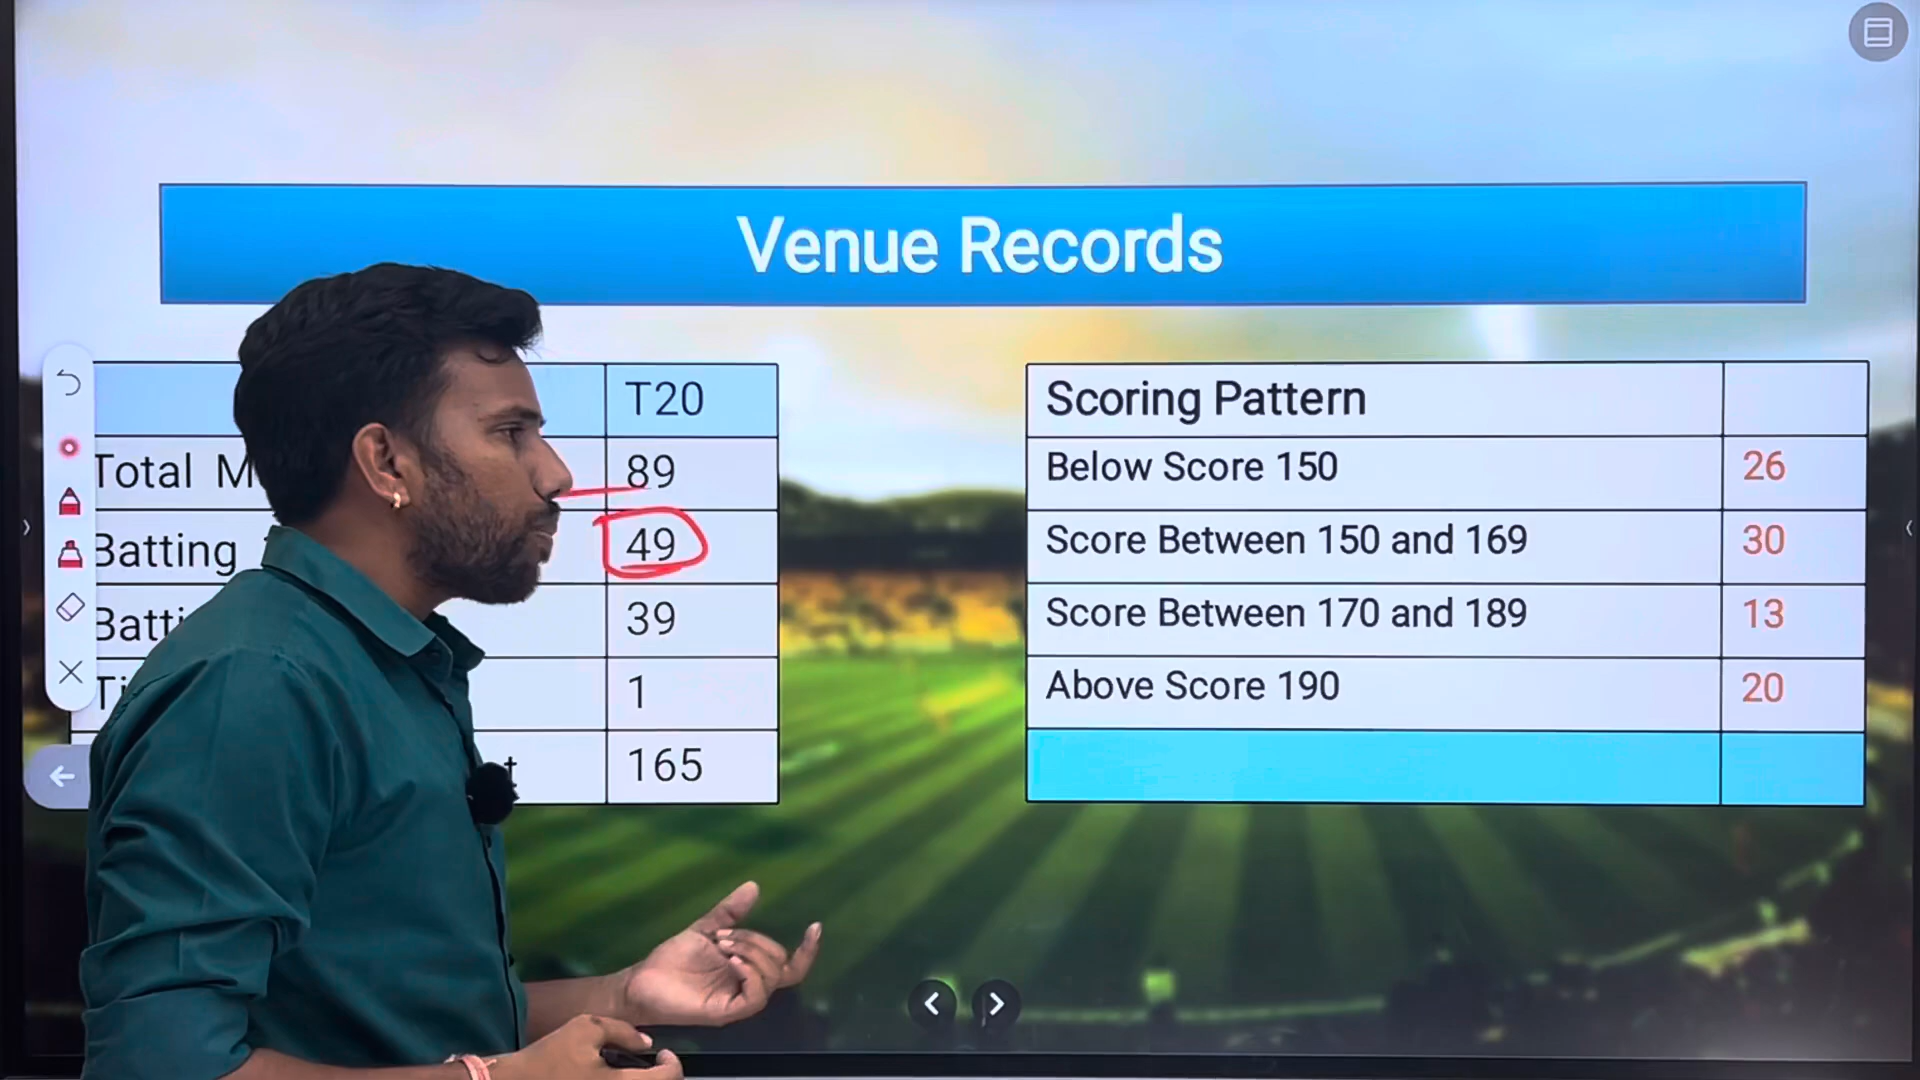 Venue Records
T20
Total M 89
Batting 49
Batti 39
Ti 1
t 165
Scoring Pattern
Below Score 150 26
Score Between 150 and 169 30
Score Between 170 and 189 13
Above Score 190 20